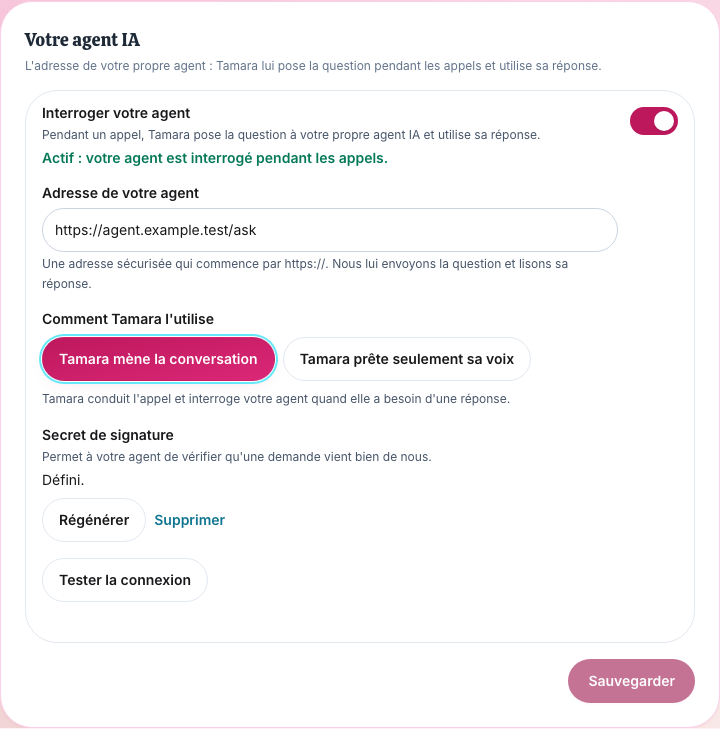 Votre agent IA
L'adresse de votre propre agent : Tamara lui pose la question pendant les appels et utilise sa réponse.
Interroger votre agent
Pendant un appel, Tamara pose la question à votre propre agent IA et utilise sa réponse.
Actif : votre agent est interrogé pendant les appels.
Adresse de votre agent
https://agent.example.test/ask
Une adresse sécurisée qui commence par https://. Nous lui envoyons la question et lisons sa
réponse.
Comment Tamara l'utilise
Tamara mène la conversation
Tamara prête seulement sa voix
Tamara conduit l'appel et interroge votre agent quand elle a besoin d'une réponse.
Secret de signature
Permet à votre agent de vérifier qu'une demande vient bien de nous.
Défini.
Régénérer
Supprimer
Tester la connexion
Sauvegarder